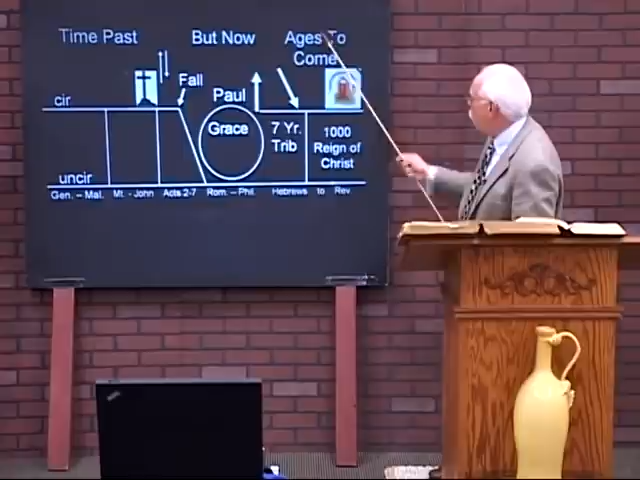 Time Past But Now Ages To
Come
Fall
cir
Paul
Grace
7 Yr.
Trib
1000
Reign of
Christ
uncir
Gen. - Mal. Mt. - John Acts 2-7 Rom. - Phil. Hebrews to Rev